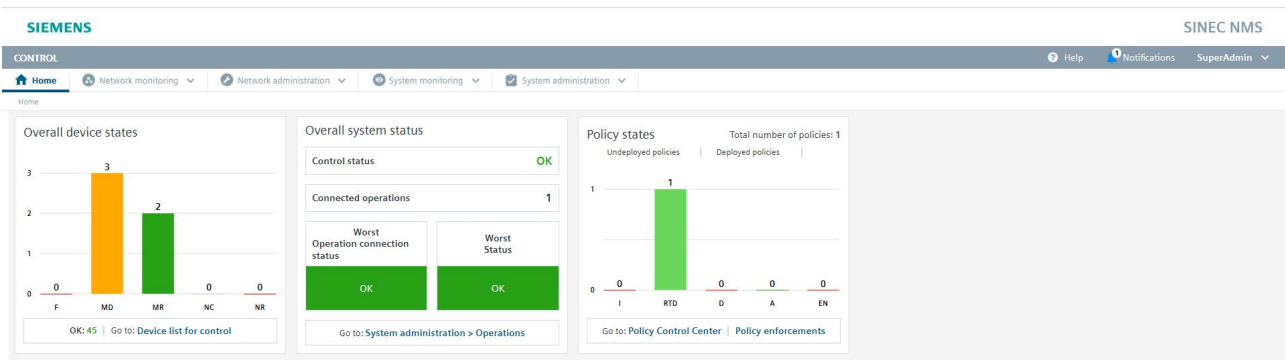 SIEMENS
SINEC NMS
CONTROL
Help
1
Notifications
SuperAdmin
Home
Network monitoring
Network administration
System monitoring
System administration
Home
Overall device states
3
2
1
0
0
3
2
0
0
F
MD
MR
NC
NR
OK: 45 | Go to: Device list for control
Overall system status
Control status OK
Connected operations 1
Worst
Operation connection
status
OK
Worst
Status
OK
Go to: System administration > Operations
Policy states
Total number of policies: 1
Undeployed policies | Deployed policies |
1
0
0
1
0
0
0
I
RTD
D
A
EN
Go to: Policy Control Center | Policy enforcements